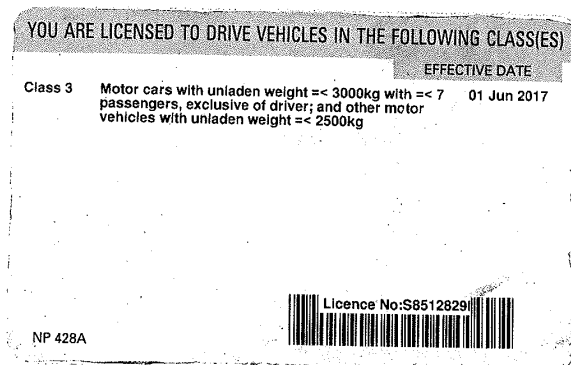 YOU ARE LICENSED TO DRIVE VEHICLES IN THE FOLLOWING CLASS(ES)
EFFECTIVE DATE
Class 3 Motor cars with unladen weight =< 3000kg with =< 7 01 Jun 2017
passengers, exclusive of driver; and other motor
vehicles with unladen weight =< 2500kg
Licence No:S8512829
NP 428A